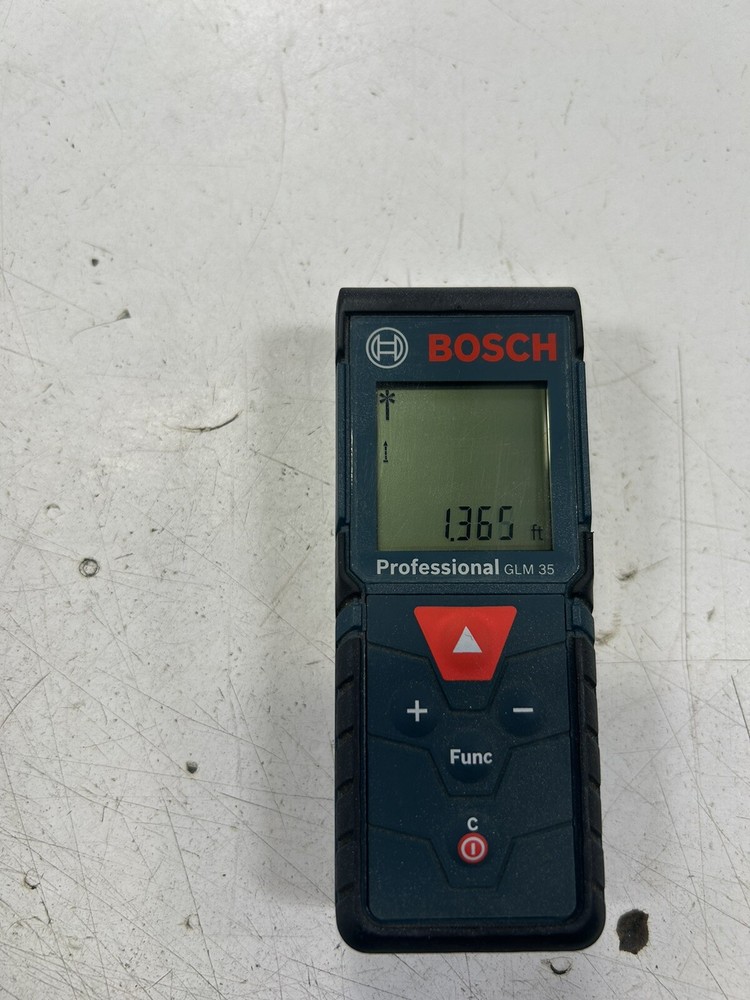 BOSCH
1.365 ft
Professional GLM 35
+ −
Func
C